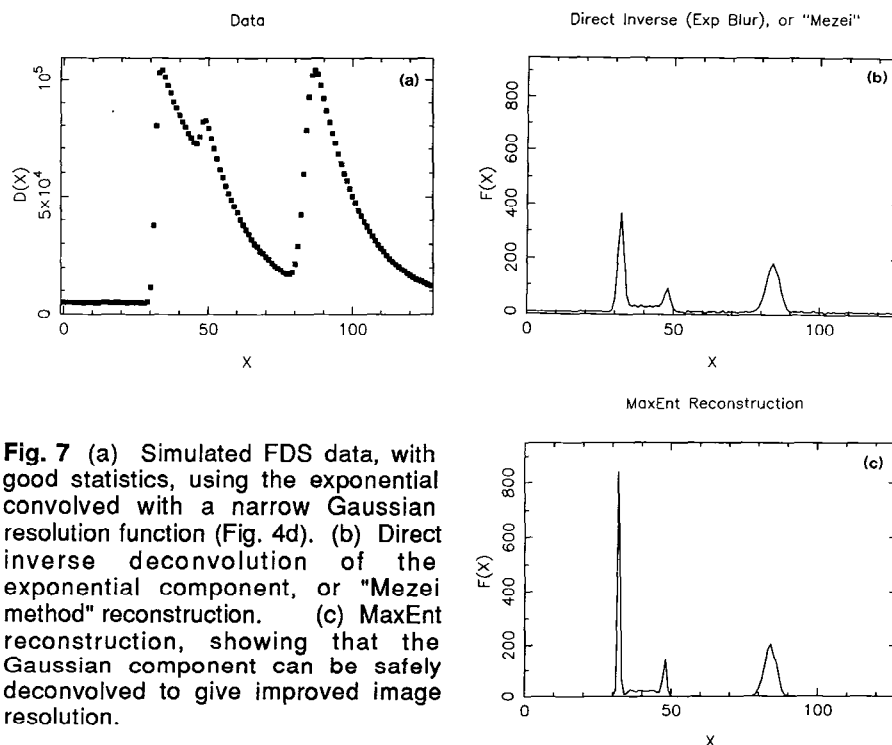 Data
(a)
10⁵
5×10⁴
0
D(X)
0 50 100
X
Direct Inverse (Exp Blur), or "Mezei"
(b)
800
600
400
200
0
F(X)
0 50 100
X
MaxEnt Reconstruction
(c)
800
600
400
200
0
F(X)
0 50 100
X
Fig. 7 (a) Simulated FDS data, with
good statistics, using the exponential
convolved with a narrow Gaussian
resolution function (Fig. 4d). (b) Direct
inverse deconvolution of the
exponential component, or "Mezei
method" reconstruction. (c) MaxEnt
reconstruction, showing that the
Gaussian component can be safely
deconvolved to give improved image
resolution.